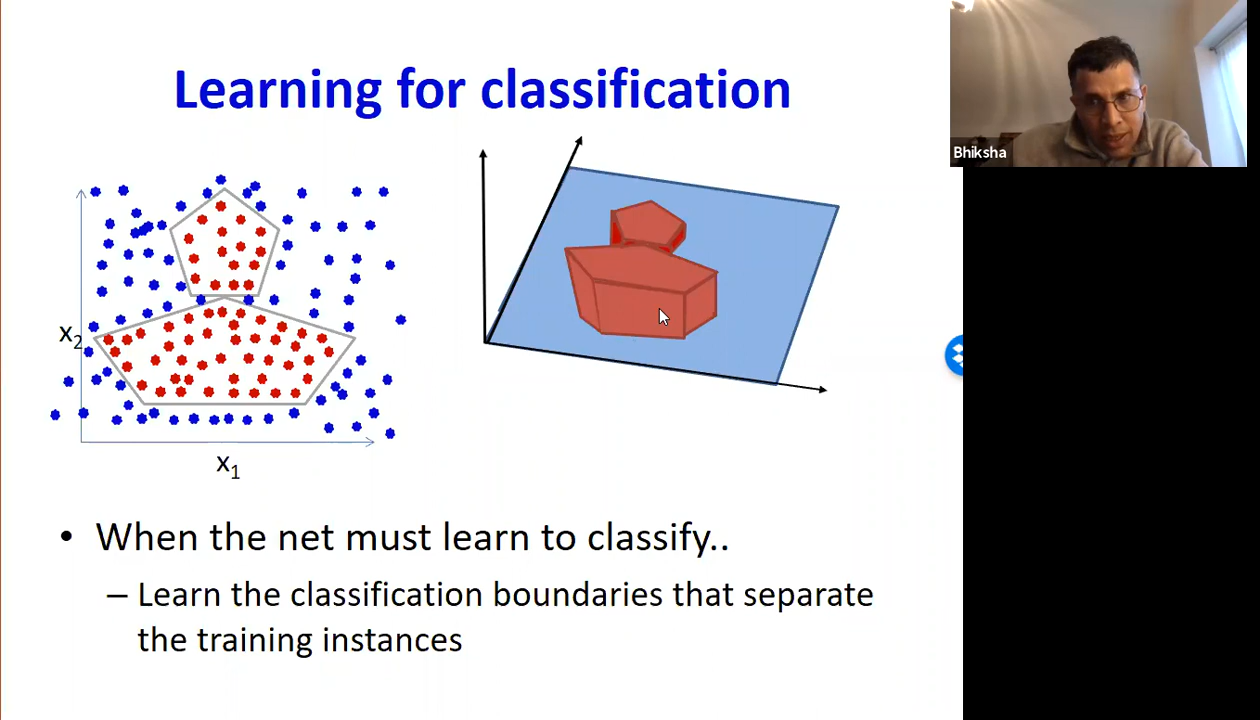 Learning for classification
Bhiksha
x2
x1
• When the net must learn to classify..
– Learn the classification boundaries that separate
the training instances